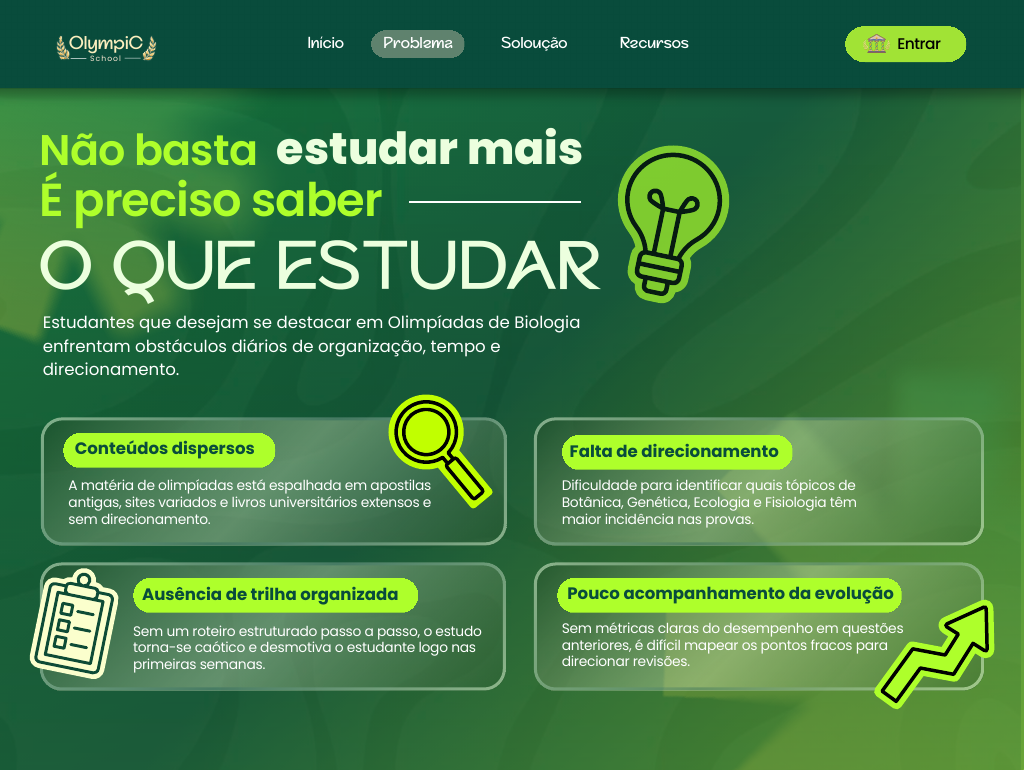 OlympiC
School
Início
Problema
Soloução
Recursos
Entrar
Não basta estudar mais
É preciso saber
O QUE ESTUDAR
Estudantes que desejam se destacar em Olimpíadas de Biologia
enfrentam obstáculos diários de organização, tempo e
direcionamento.
Conteúdos dispersos
A matéria de olimpíadas está espalhada em apostilas
antigas, sites variados e livros universitários extensos e
sem direcionamento.
Falta de direcionamento
Dificuldade para identificar quais tópicos de
Botânica, Genética, Ecologia e Fisiologia têm
maior incidência nas provas.
Ausência de trilha organizada
Sem um roteiro estruturado passo a passo, o estudo
torna-se caótico e desmotiva o estudante logo nas
primeiras semanas.
Pouco acompanhamento da evolução
Sem métricas claras do desempenho em questões
anteriores, é difícil mapear os pontos fracos para
direcionar revisões.